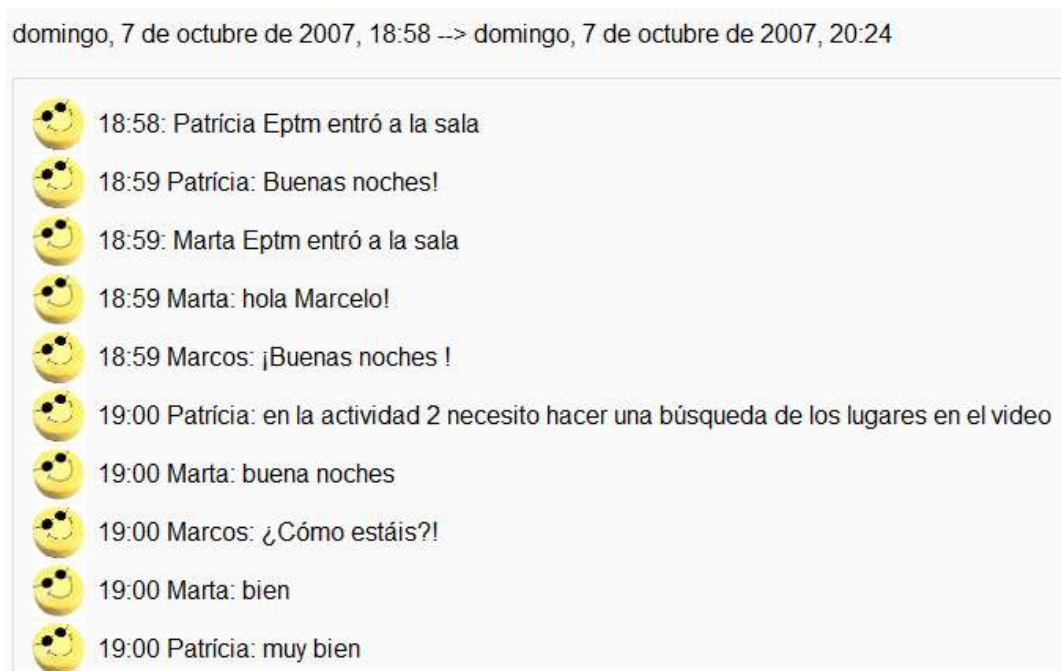 domingo, 7 de octubre de 2007, 18:58 --> domingo, 7 de octubre de 2007, 20:24
18:58: Patrícia Eptm entró a la sala
18:59 Patrícia: Buenas noches!
18:59: Marta Eptm entró a la sala
18:59 Marta: hola Marcelo!
18:59 Marcos: ¡Buenas noches !
19:00 Patrícia: en la actividad 2 necesito hacer una búsqueda de los lugares en el video
19:00 Marta: buena noches
19:00 Marcos: ¿Cómo estáis?!
19:00 Marta: bien
19:00 Patrícia: muy bien